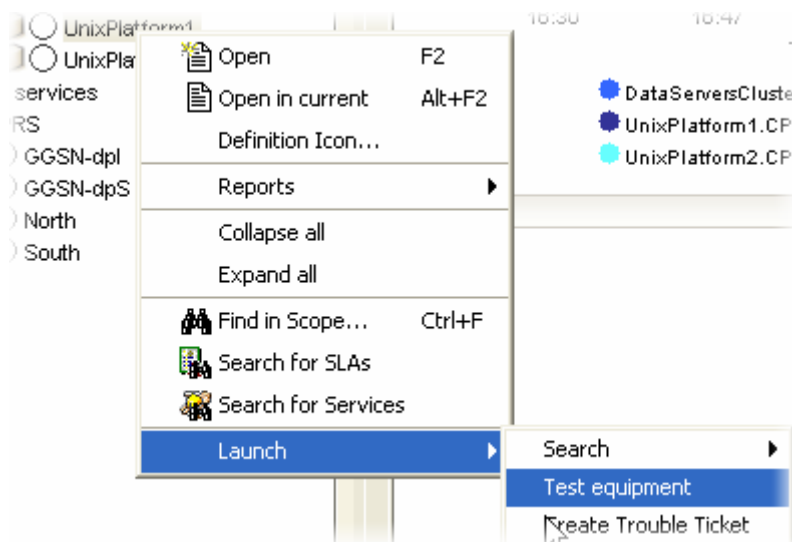 UnixPlatform1
UnixPla
services
RS
GGSN-dpl
GGSN-dpS
North
South
Open F2
Open in current Alt+F2
Definition Icon...
Reports
Collapse all
Expand all
Find in Scope... Ctrl+F
Search for SLAs
Search for Services
Launch
Search
Test equipment
Create Trouble Ticket
16:30 16:47
DataServersCluste
UnixPlatform1.CP
UnixPlatform2.CP